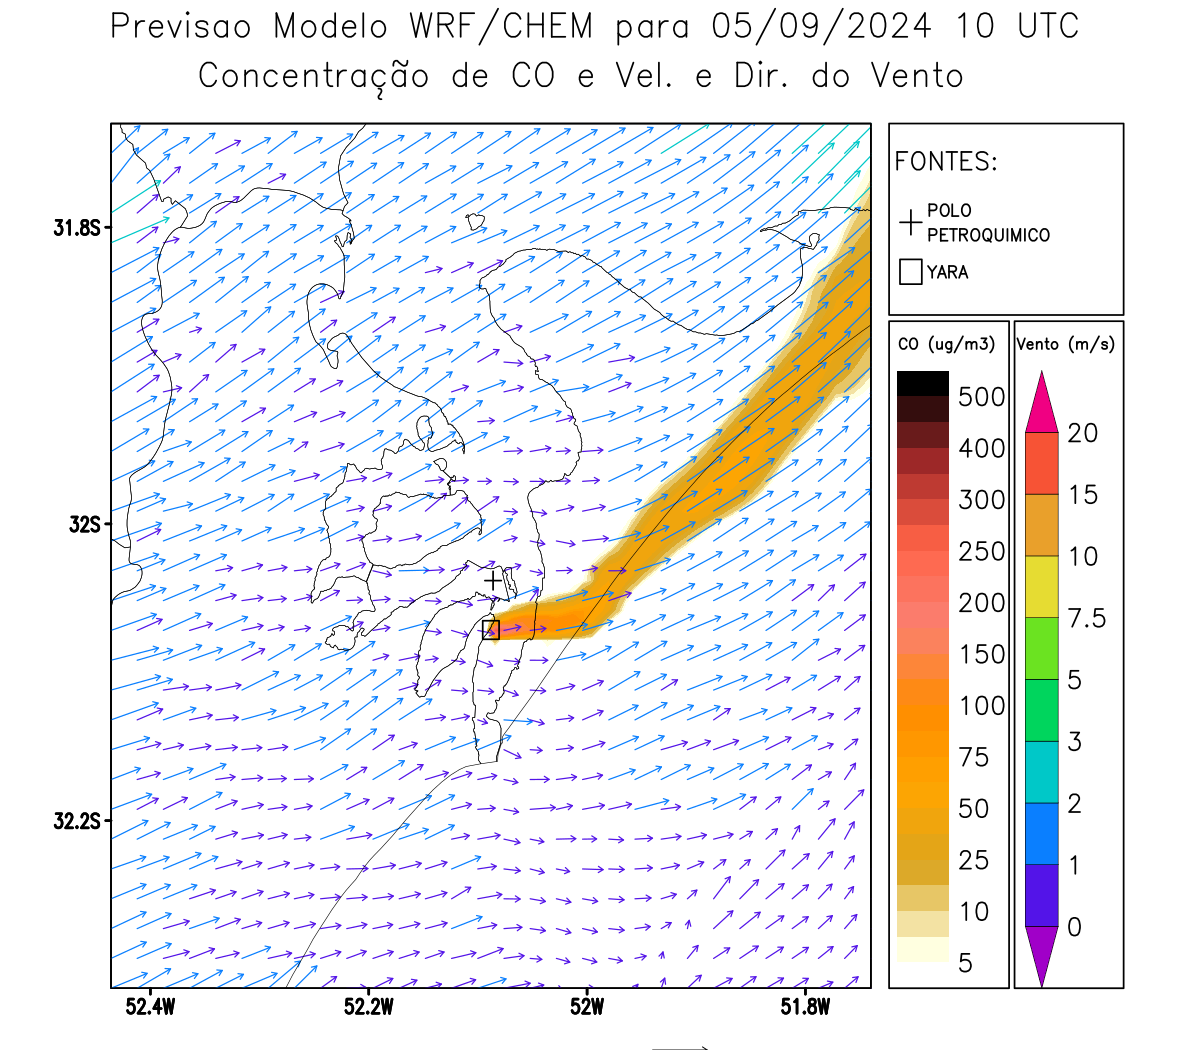 Previsao Modelo WRF/CHEM para 05/09/2024 10 UTC
Concentração de CO e Vel. e Dir. do Vento
FONTES:
POLO
PETROQUIMICO
YARA
CO (ug/m3)
500
400
300
250
200
150
100
75
50
25
10
5
Vento (m/s)
20
15
10
7.5
5
3
2
1
0
31.8S
32S
32.2S
52.4W
52.2W
52W
51.8W